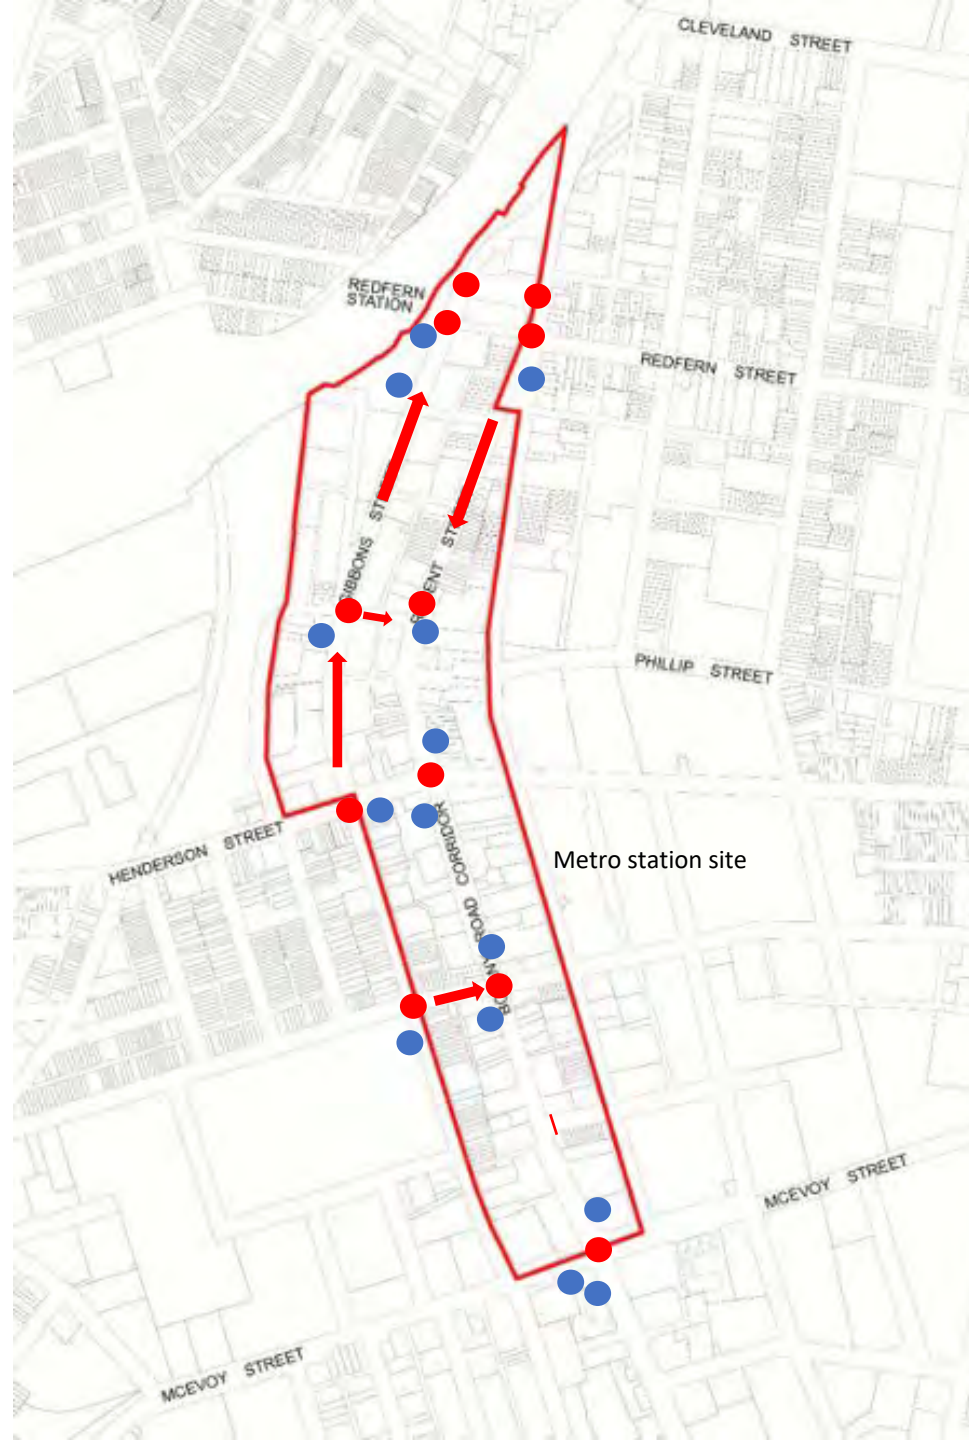 CLEVELAND STREET
REDFERN
STATION
REDFERN STREET
GIBBONS
PHILLIP STREET
HENDERSON STREET
ROAD CORRIDOR
Metro station site
MCEVOY STREET
MCEVOY STREET